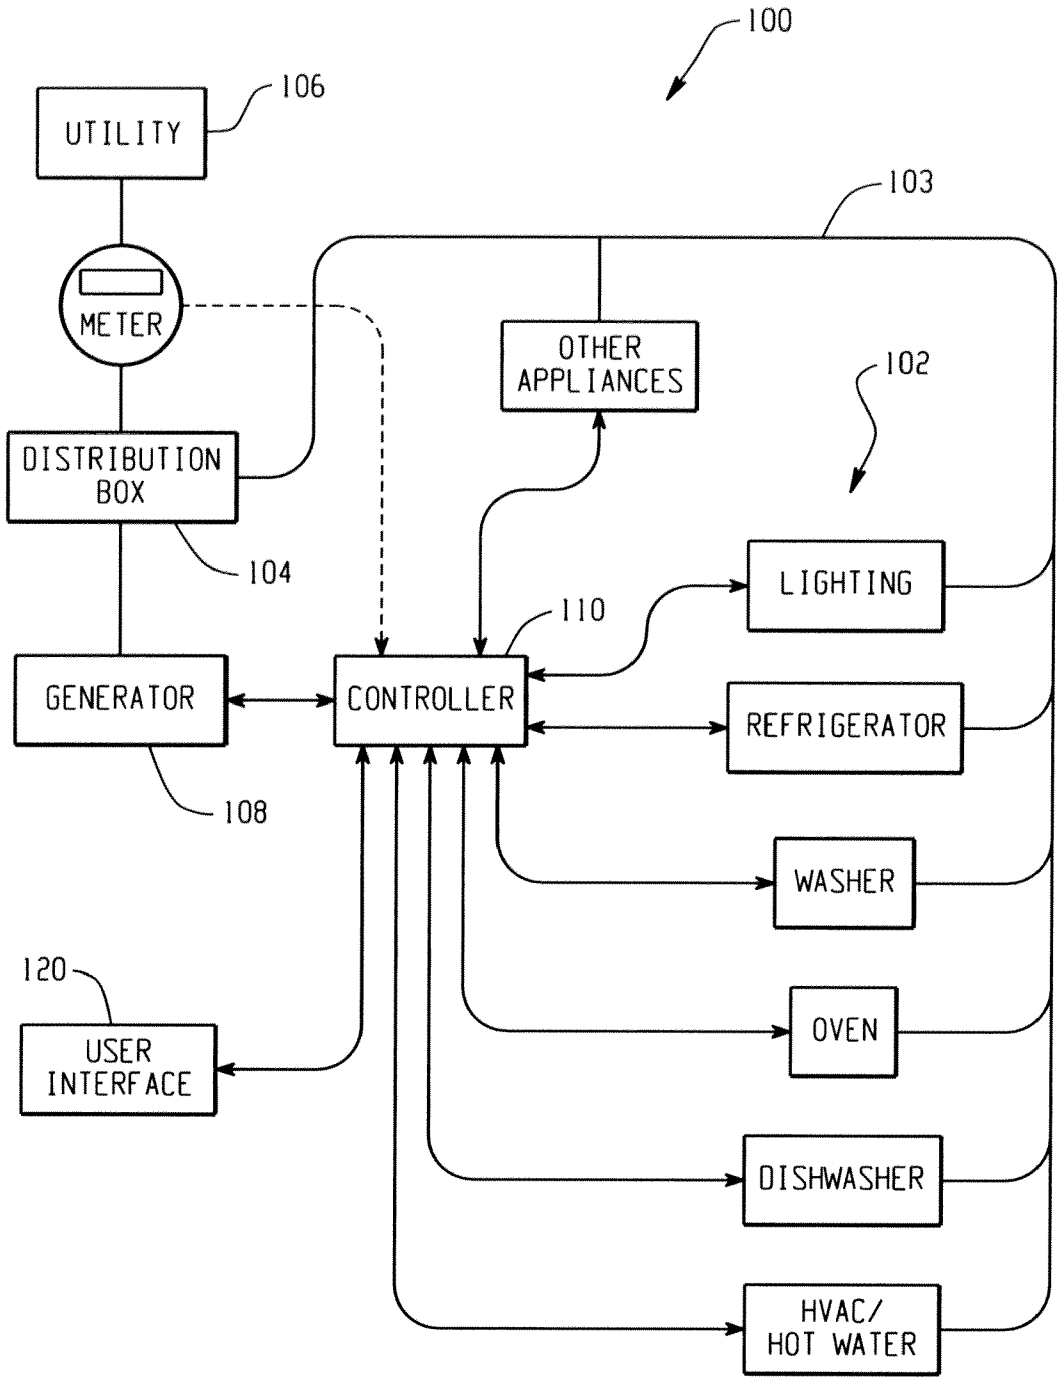 100
106
UTILITY
103
METER
OTHER
APPLIANCES
102
DISTRIBUTION
BOX
104
LIGHTING
110
GENERATOR
CONTROLLER
REFRIGERATOR
108
WASHER
120
OVEN
USER
INTERFACE
DISHWASHER
HVAC/
HOT WATER